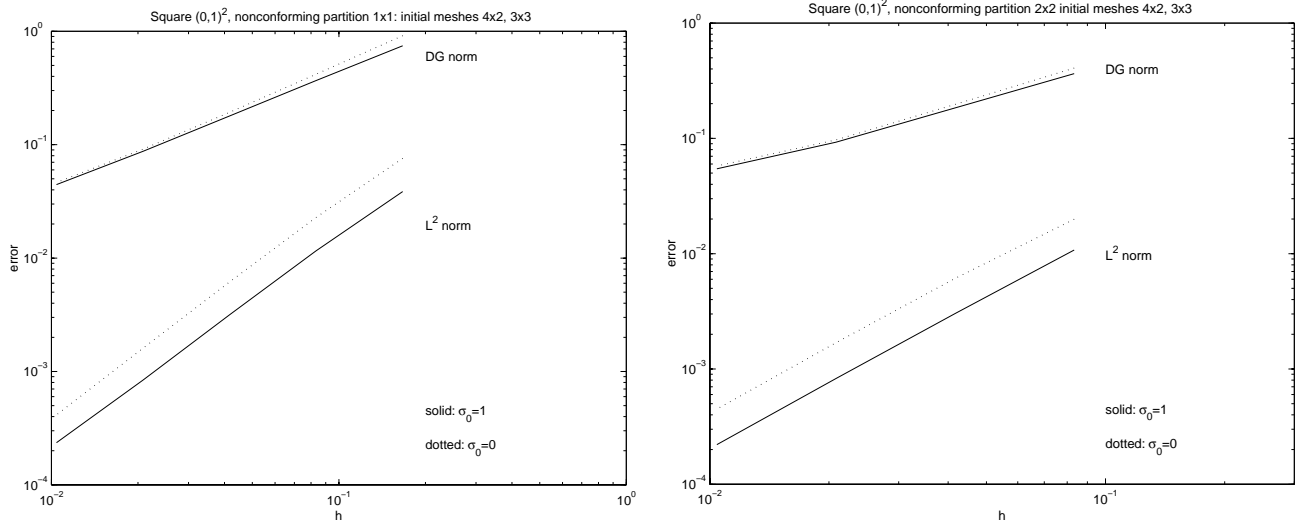 Square (0,1)², nonconforming partition 1x1: initial meshes 4x2, 3x3
10⁰
10⁻¹
10⁻²
10⁻³
10⁻⁴
error
DG norm
L² norm
solid: σ₀=1
dotted: σ₀=0
10⁻²
10⁻¹
10⁰
h
Square (0,1)², nonconforming partition 2x2 initial meshes 4x2, 3x3
10⁰
10⁻¹
10⁻²
10⁻³
10⁻⁴
error
DG norm
L² norm
solid: σ₀=1
dotted: σ₀=0
10⁻²
10⁻¹
h